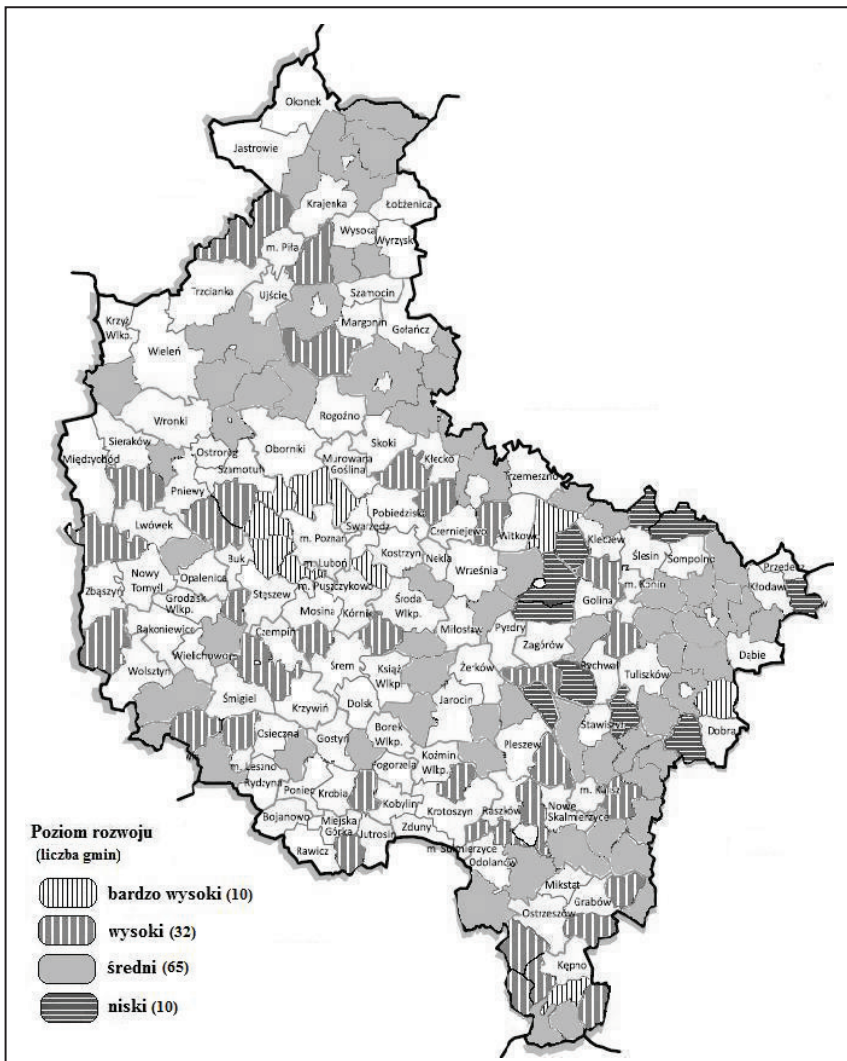 Okonek
Jastrowie
Krajenka
Łobżenica
Wysoka
Wyrzysk
m. Piła
Trzcianka
Ujście
Szamocin
Krzyż
Wlkp.
Margonin
Gołańcz
Wieleń
Wronki
Rogoźno
Sieraków
Ostroróg
Oborniki
Skoki
Międzychód
Szamotuły
Murowana
Goślina
Kłecko
Trzemeszno
Pniewy
Pobiedziska
Lwówek
Swarzędz
Czerniejewo
Witkowo
Kleczew
m. Poznań
Ślesin
Sompolno
Buk
Kostrzyn
Nekla
Przedecz
Nowy
Tomyśl
Opalenica
m. Luboń
Września
m. Konin
Kłodawa
Zbąszyń
Grodzisk
Wlkp.
Stęszew
m. Puszczykowo
Środa
Wlkp.
Golina
Mosina
Kórnik
Rakoniewice
Czempiń
Miłosław
Pyzdry
Zagórów
Dąbie
Wielichowo
Wolsztyn
Śrem
Książ
Wlkp.
Żerków
Rychwał
Tuliszków
Śmigiel
Dolsk
Krzywiń
Jarocin
Stawiszyn
Dobra
Osieczna
Gostyń
Borek
Wlkp.
Koźmin
Wlkp.
Pleszew
m. Leszno
Pogorzela
Rydzyna
Poniec
Krobia
Kobylin
Krotoszyn
Raszków
Nowe
Skalmierzyce
m. Kalisz
Bojanowo
Miejska
Górka
Jutrosin
Zduny
Rawicz
m. Sulmierzyce
Odolanów
Mikstat
Grabów
Ostrzeszów
Kępno
Poziom rozwoju
(liczba gmin)
bardzo wysoki (10)
wysoki (32)
średni (65)
niski (10)